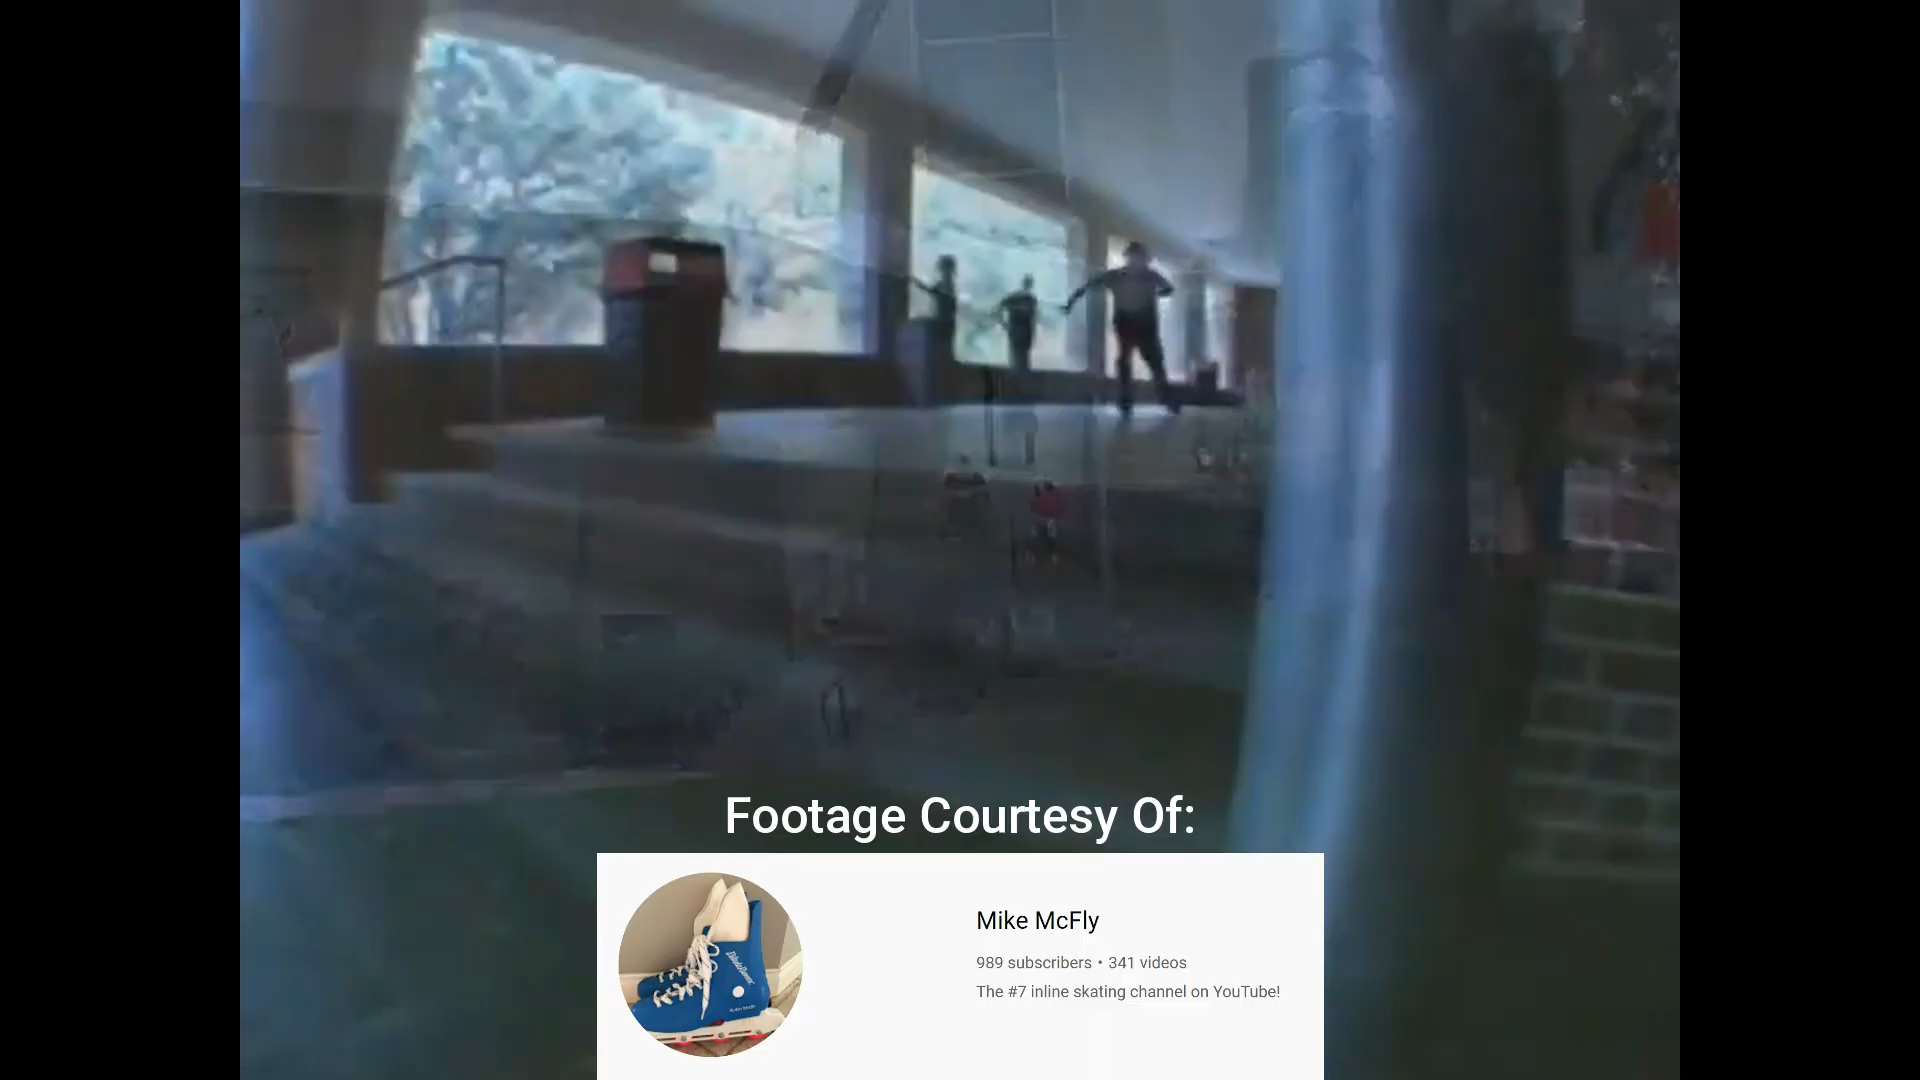 Footage Courtesy Of:
Mike McFly
989 subscribers • 341 videos
The #7 inline skating channel on YouTube!